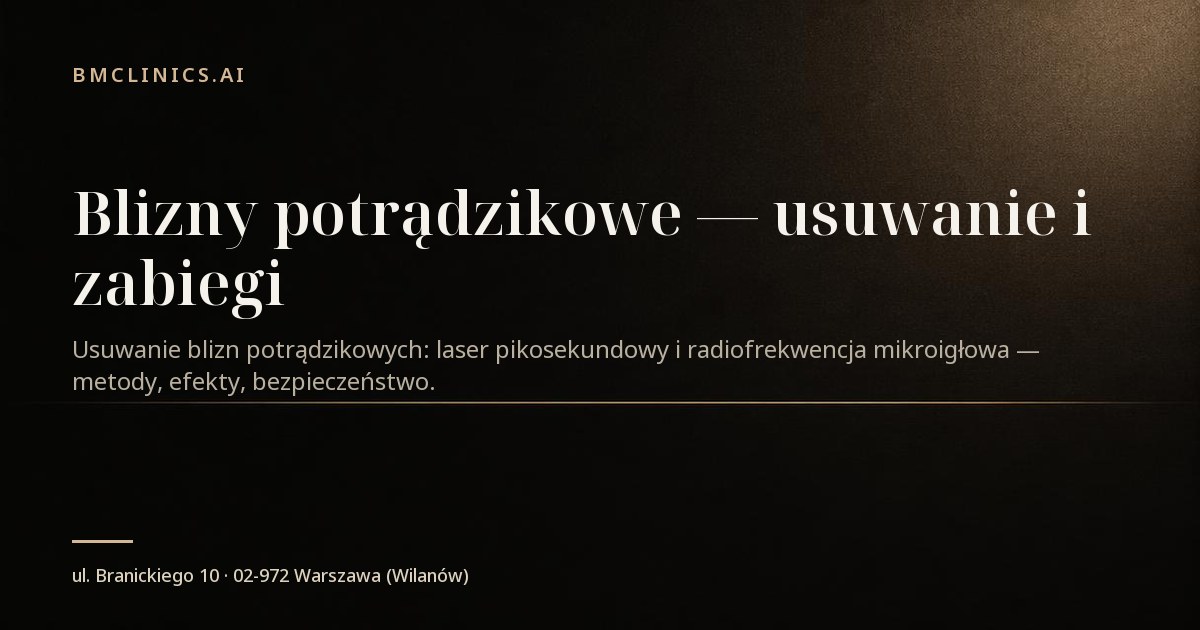 BMCLINICS.AI
Blizny potrądzikowe — usuwanie i
zabiegi
Usuwanie blizn potrądzikowych: laser pikosekundowy i radiofrekwencja mikroigłowa —
metody, efekty, bezpieczeństwo.
ul. Branickiego 10 · 02-972 Warszawa (Wilanów)